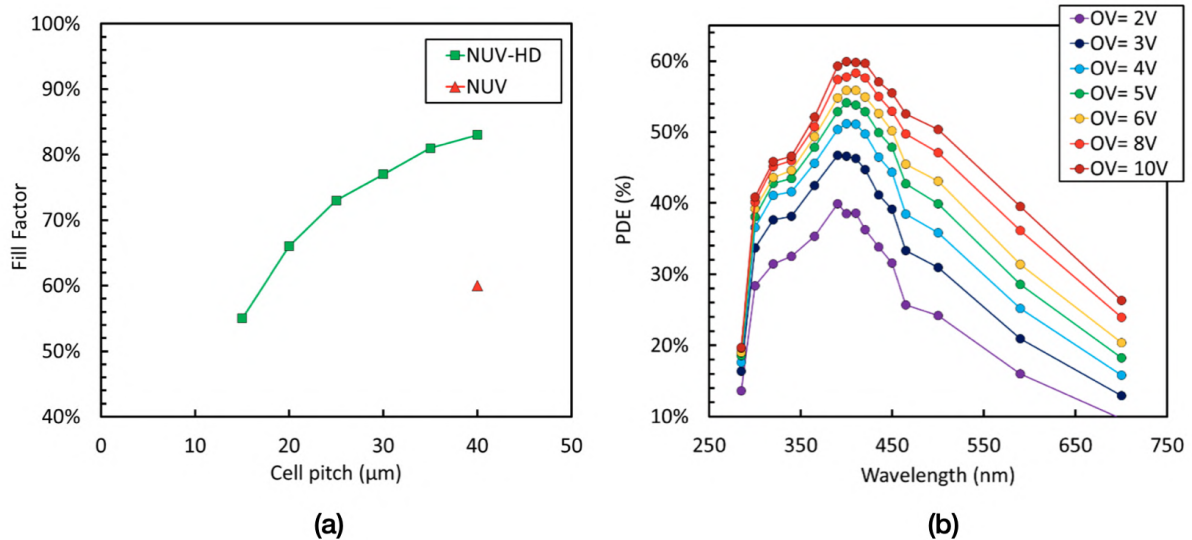 100%
90%
80%
70%
60%
50%
40%
Fill Factor
0
10
20
30
40
50
Cell pitch (µm)
NUV-HD
NUV
(a)
60%
50%
40%
30%
20%
10%
PDE (%)
250
350
450
550
650
750
Wavelength (nm)
OV= 2V
OV= 3V
OV= 4V
OV= 5V
OV= 6V
OV= 8V
OV= 10V
(b)